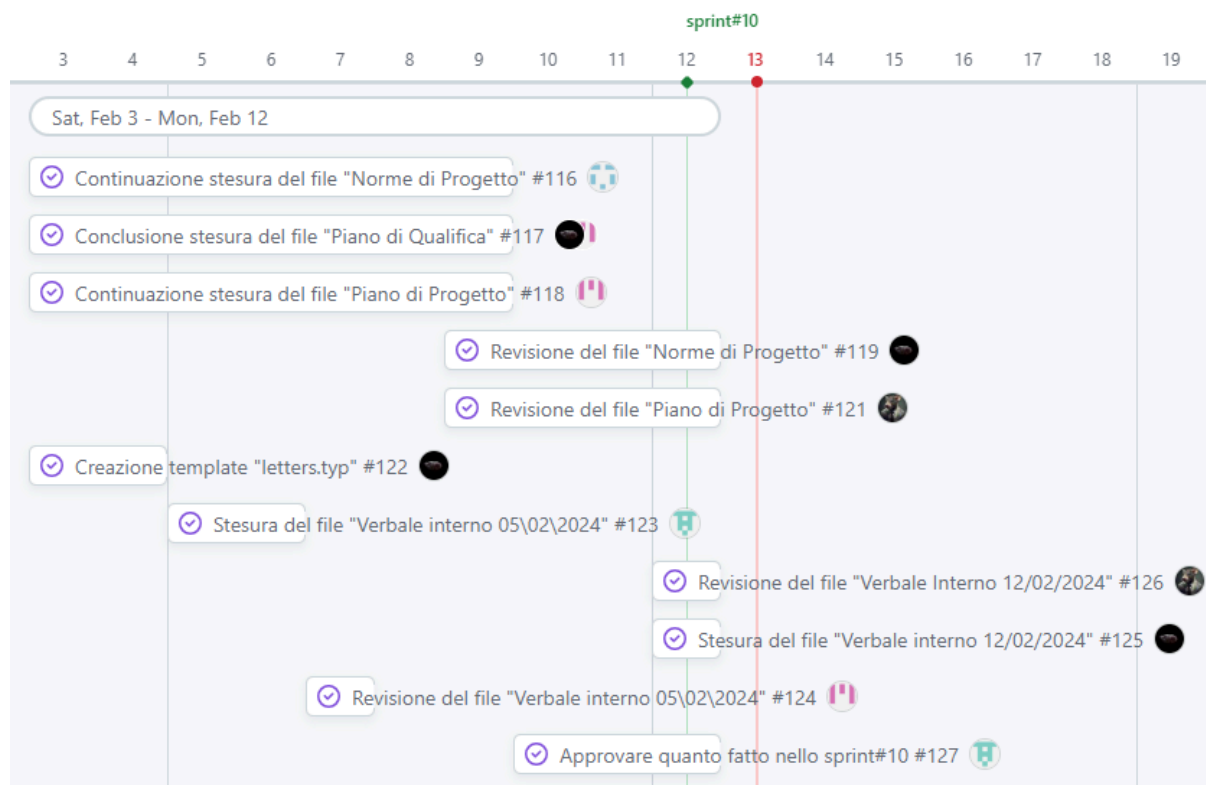 sprint#10
3 4 5 6 7 8 9 10 11 12 13 14 15 16 17 18 19
Sat, Feb 3 - Mon, Feb 12
Continuazione stesura del file "Norme di Progetto" #116
Conclusione stesura del file "Piano di Qualifica" #117
Continuazione stesura del file "Piano di Progetto" #118
Revisione del file "Norme di Progetto" #119
Revisione del file "Piano di Progetto" #121
Creazione template "letters.typ" #122
Stesura del file "Verbale interno 05\02\2024" #123
Revisione del file "Verbale Interno 12/02/2024" #126
Stesura del file "Verbale interno 12/02/2024" #125
Revisione del file "Verbale interno 05\02\2024" #124
Approvare quanto fatto nello sprint#10 #127